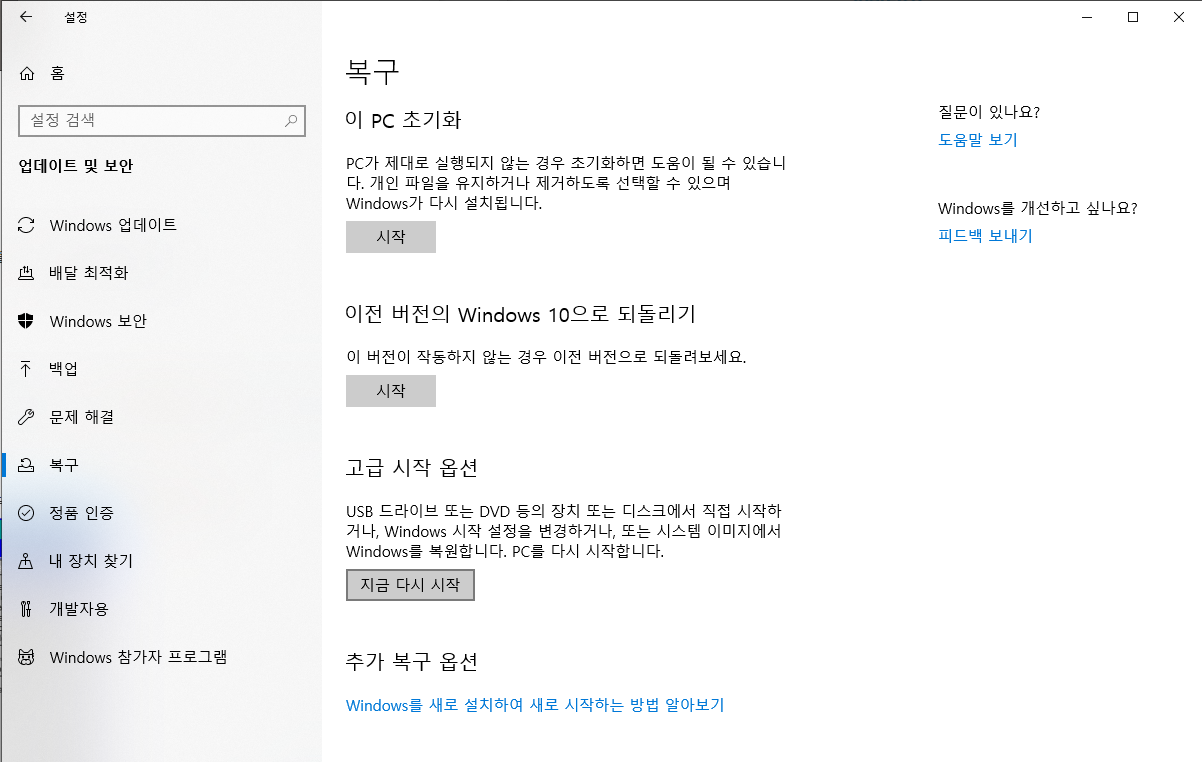 설정
홈
설정 검색
업데이트 및 보안
Windows 업데이트
배달 최적화
Windows 보안
백업
문제 해결
복구
정품 인증
내 장치 찾기
개발자용
Windows 참가자 프로그램
복구
이 PC 초기화
PC가 제대로 실행되지 않는 경우 초기화하면 도움이 될 수 있습니
다. 개인 파일을 유지하거나 제거하도록 선택할 수 있으며
Windows가 다시 설치됩니다.
시작
이전 버전의 Windows 10으로 되돌리기
이 버전이 작동하지 않는 경우 이전 버전으로 되돌려보세요.
시작
고급 시작 옵션
USB 드라이브 또는 DVD 등의 장치 또는 디스크에서 직접 시작하
거나, Windows 시작 설정을 변경하거나, 또는 시스템 이미지에서
Windows를 복원합니다. PC를 다시 시작합니다.
지금 다시 시작
추가 복구 옵션
Windows를 새로 설치하여 새로 시작하는 방법 알아보기
질문이 있나요?
도움말 보기
Windows를 개선하고 싶나요?
피드백 보내기